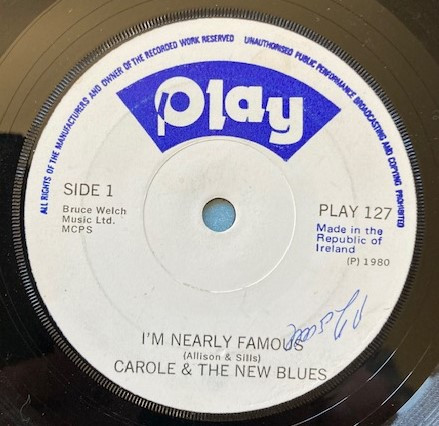 ALL RIGHTS OF THE MANUFACTURERS AND OWNER OF THE RECORDED WORK RESERVED UNAUTHORISED PUBLIC PERFORMANCE BROADCASTING AND COPYING PROHIBITED
Play
SIDE 1
Bruce Welch
Music Ltd.
MCPS
PLAY 127
Made in the
Republic of
Ireland
(P) 1980
I'M NEARLY FAMOUS
(Allison & Sills)
CAROLE & THE NEW BLUES